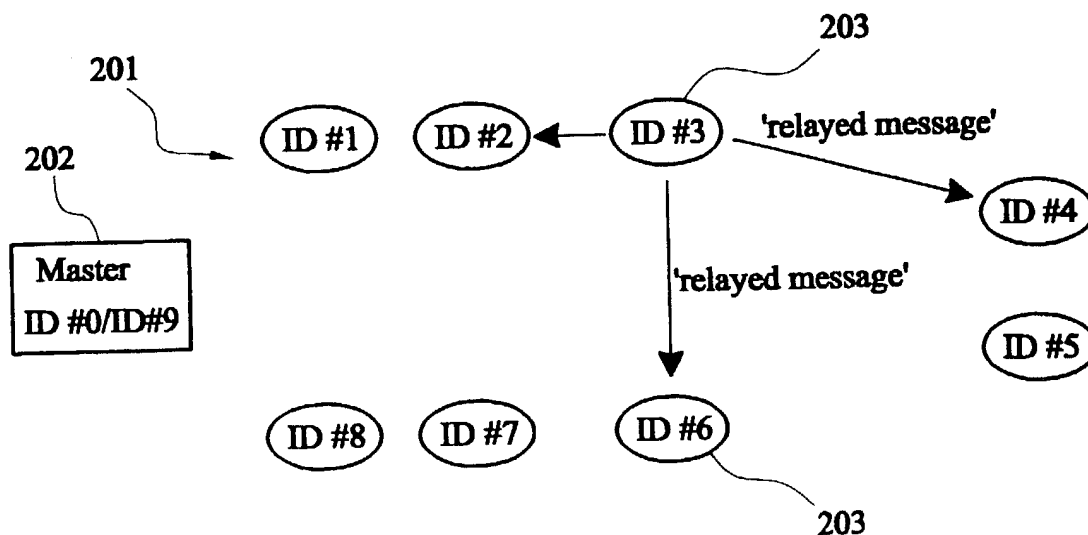 203
201
ID #1
ID #2
ID #3
'relayed message'
202
ID #4
Master
ID #0/ID#9
'relayed message'
ID #5
ID #8
ID #7
ID #6
203